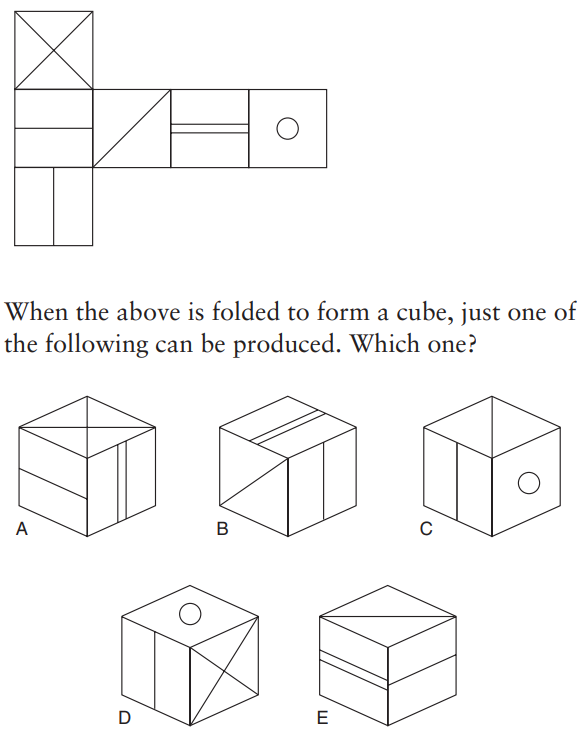 When the above is folded to form a cube, just one of
the following can be produced. Which one?
A
B
C
D
E